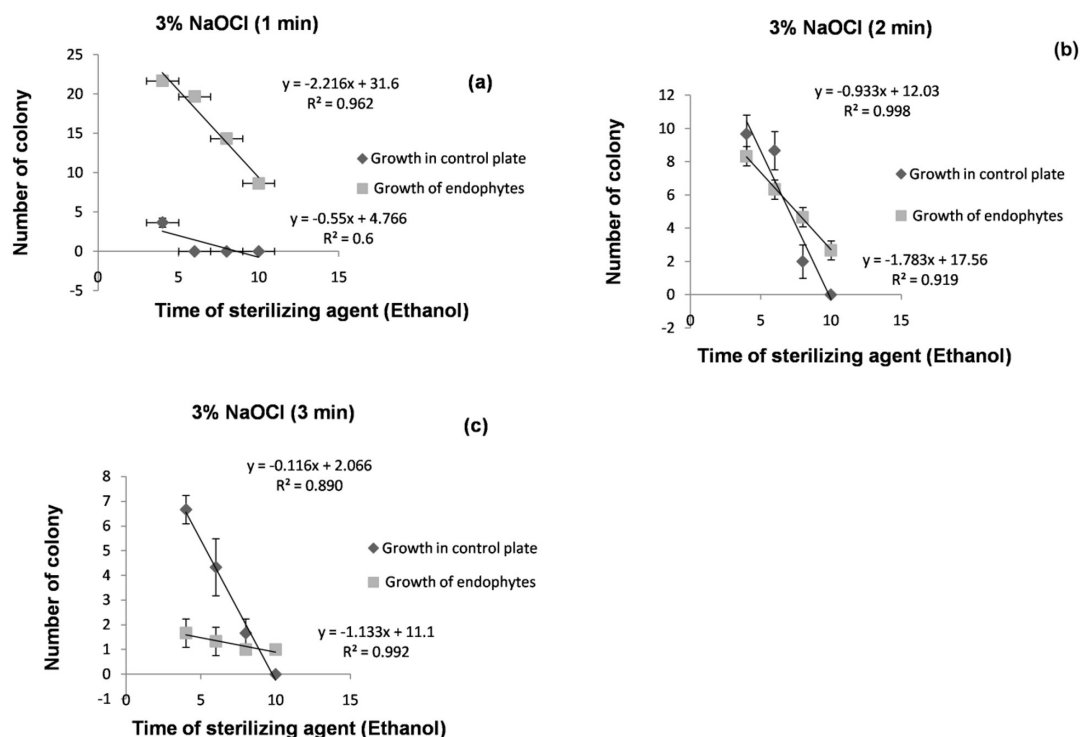 3% NaOCl (1 min)
(a)
Number of colony
25
20
15
10
5
0
-5
0
5
10
15
y = -2.216x + 31.6
R² = 0.962
Growth in control plate
Growth of endophytes
y = -0.55x + 4.766
R² = 0.6
Time of sterilizing agent (Ethanol)
3% NaOCl (2 min)
(b)
Number of colony
12
10
8
6
4
2
0
-2
0
5
10
15
y = -0.933x + 12.03
R² = 0.998
Growth in control plate
Growth of endophytes
y = -1.783x + 17.56
R² = 0.919
Time of sterilizing agent (Ethanol)
3% NaOCl (3 min)
(c)
Number of colony
8
7
6
5
4
3
2
1
0
-1
0
5
10
15
y = -0.116x + 2.066
R² = 0.890
Growth in control plate
Growth of endophytes
y = -1.133x + 11.1
R² = 0.992
Time of sterilizing agent (Ethanol)